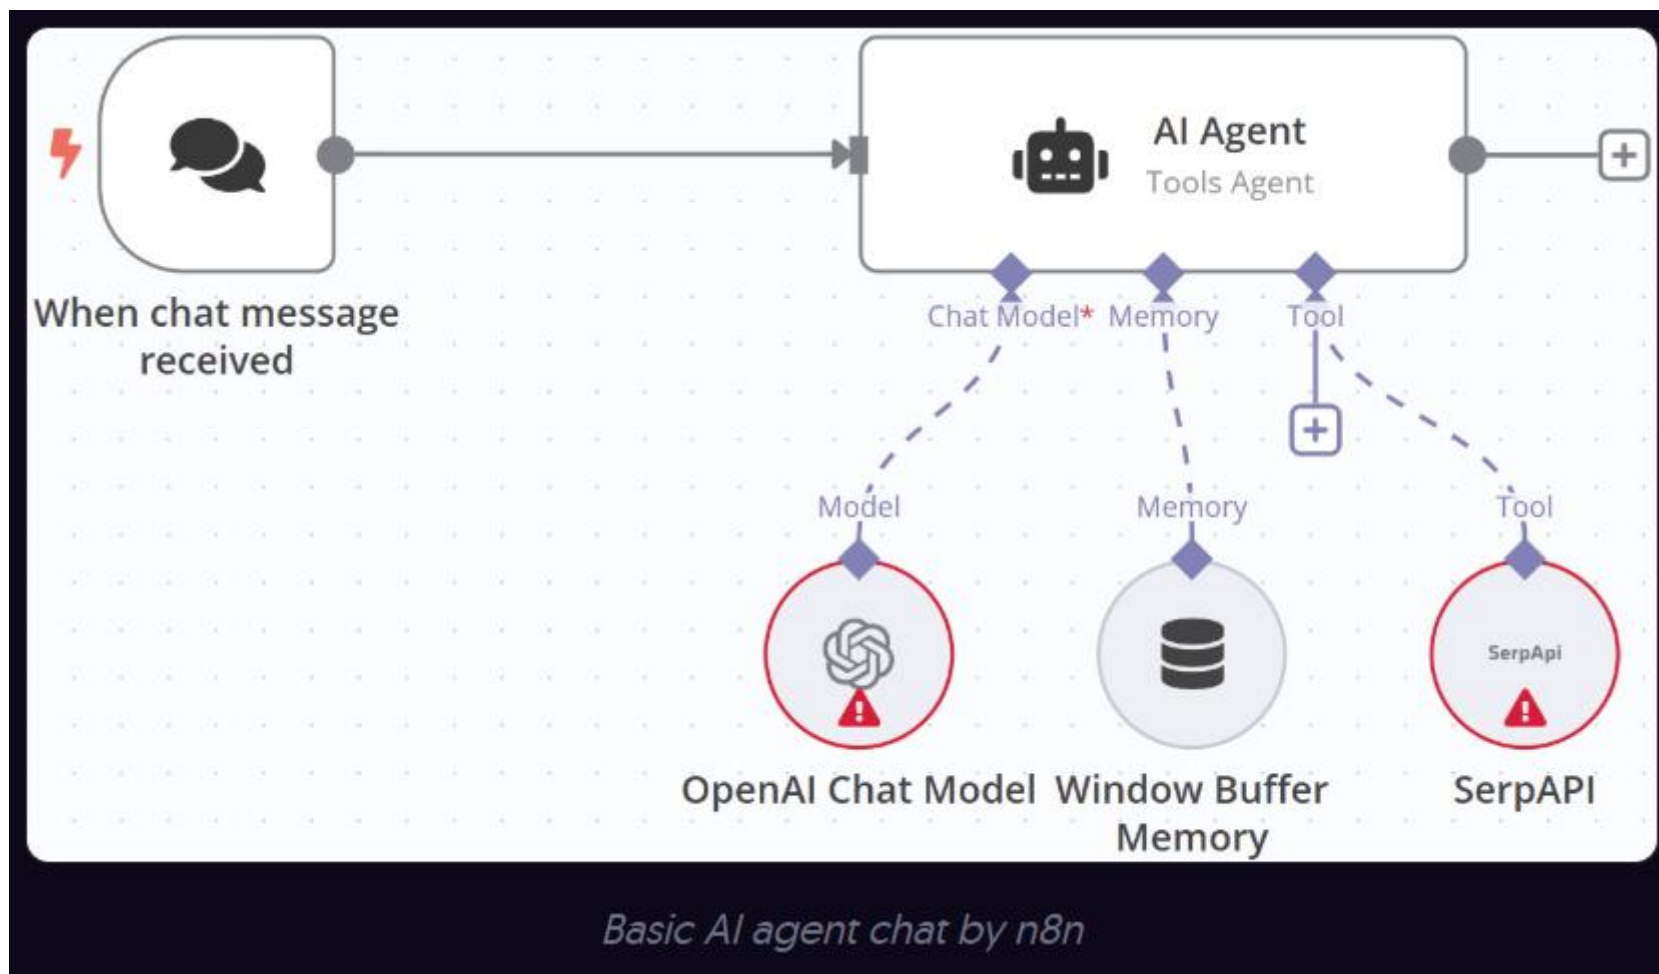 AI Agent
Tools Agent
When chat message
received
Chat Model* Memory Tool
Model Memory Tool
SerpApi
OpenAI Chat Model Window Buffer
Memory
SerpAPI
Basic AI agent chat by n8n